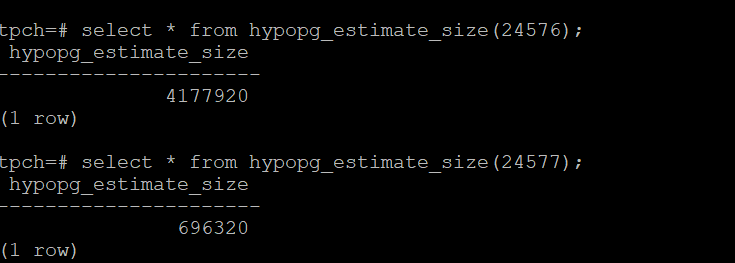 tpch=# select * from hypopg_estimate_size(24576);
 hypopg_estimate_size
----------------------
              4177920
(1 row)

tpch=# select * from hypopg_estimate_size(24577);
 hypopg_estimate_size
----------------------
               696320
(1 row)